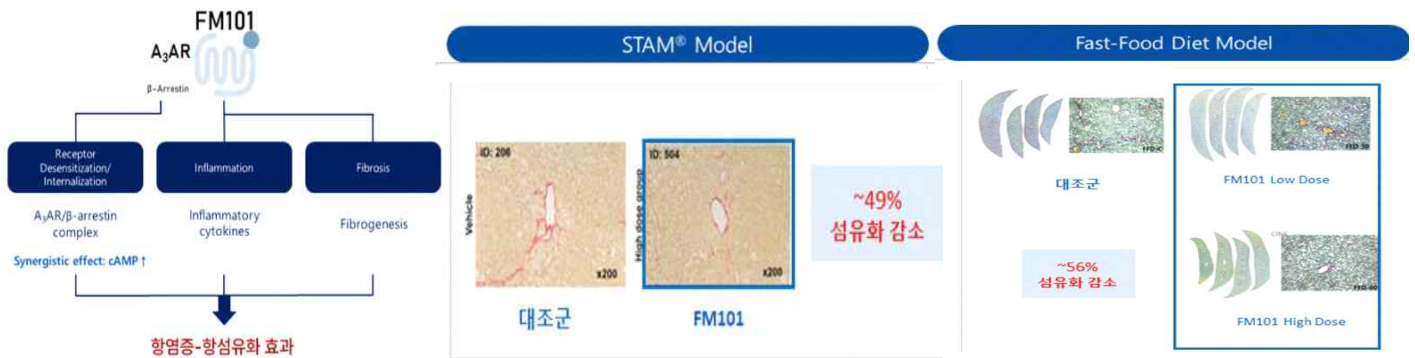 FM101
A₃AR
β-Arrestin
Receptor
Desensitization/
Internalization
Inflammation
Fibrosis
A₃AR/β-arrestin
complex
Inflammatory
cytokines
Fibrogenesis
Synergistic effect: cAMP ↑
항염증-항섬유화 효과
STAM® Model
ID: 206
Vehicle
x200
대조군
ID: 504
High dose group
x200
FM101
~49%
섬유화 감소
Fast-Food Diet Model
FFD-C
대조군
FFD-30
FM101 Low Dose
~56%
섬유화 감소
FM101 High Dose